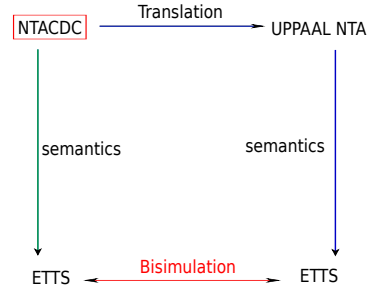 Translation
NTACDC
UPPAAL NTA
semantics
semantics
Bisimulation
ETTS
ETTS